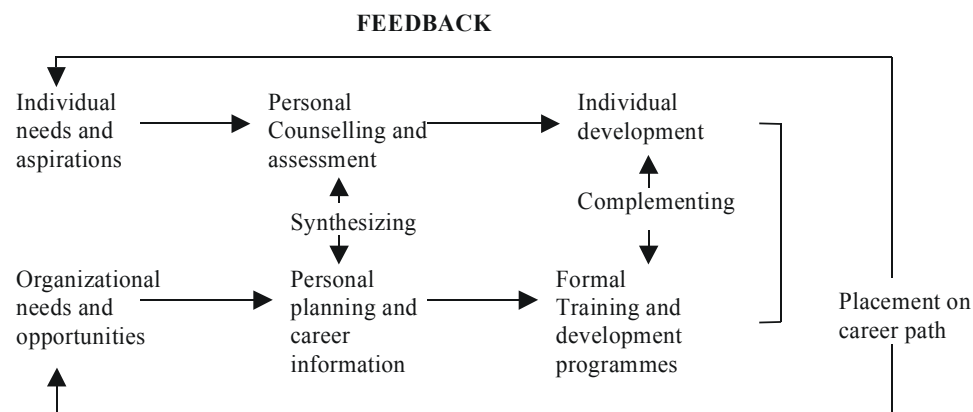 FEEDBACK
Individual
needs and
aspirations
Personal
Counselling and
assessment
Individual
development
Synthesizing
Complementing
Organizational
needs and
opportunities
Personal
planning and
career
information
Formal
Training and
development
programmes
Placement on
career path